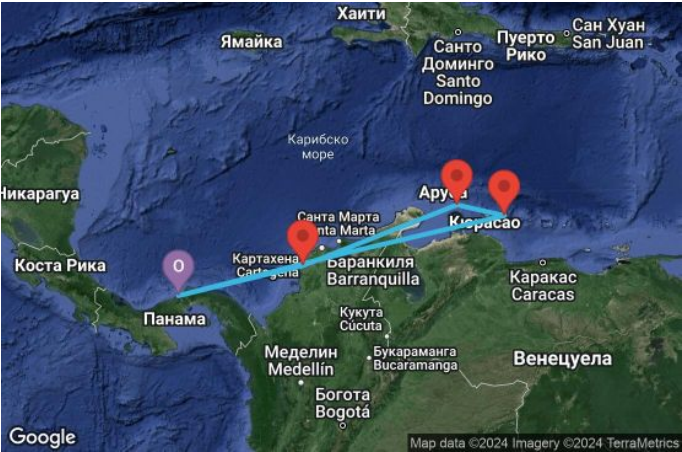 Хаити
Ямайка
Санто
Доминго
Santo
Domingo
Пуерто
Рико
Сан Хуан
San Juan
Карибско
море
Никарагуа
Аруба
Кюрасао
Санта Марта
Santa Marta
Картахена
Cartagena
Баранкиля
Barranquilla
Коста Рика
O
Панама
Каракас
Caracas
Кукута
Cúcuta
Меделин
Medellín
Букараманга
Bucaramanga
Венецуела
Богота
Bogotá
Google
Map data ©2024 Imagery ©2024 TerraMetrics